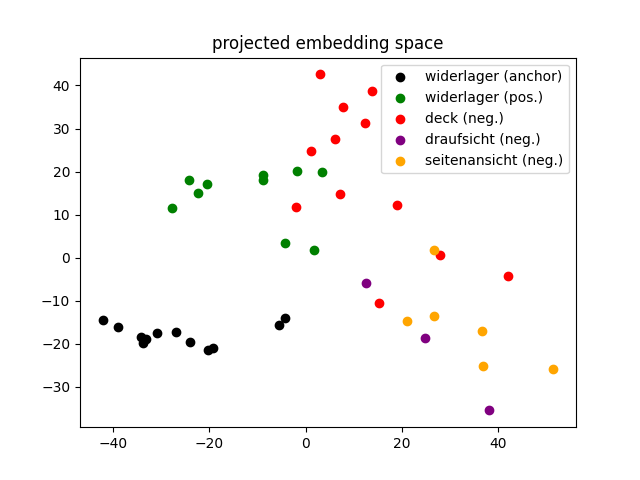 projected embedding space
widerlager (anchor)
widerlager (pos.)
deck (neg.)
draufsicht (neg.)
seitenansicht (neg.)
40
30
20
10
0
−10
−20
−30
−40 −20 0 20 40